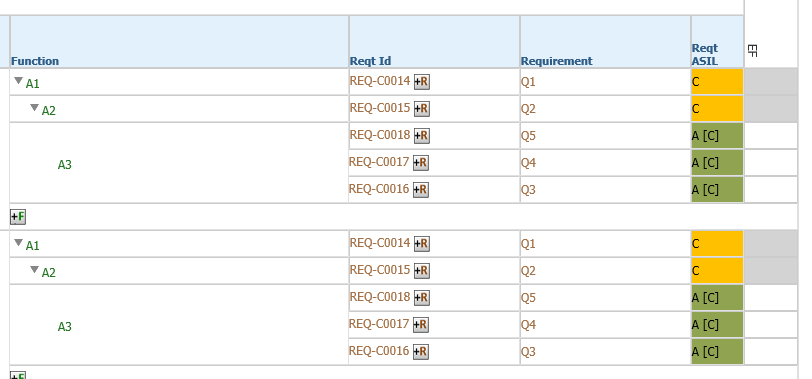 Function Reqt Id Requirement Reqt ASIL EF
A1 REQ-C0014 +R Q1 C
A2 REQ-C0015 +R Q2 C
REQ-C0018 +R Q5 A [C]
A3 REQ-C0017 +R Q4 A [C]
REQ-C0016 +R Q3 A [C]
+F
A1 REQ-C0014 +R Q1 C
A2 REQ-C0015 +R Q2 C
REQ-C0018 +R Q5 A [C]
A3 REQ-C0017 +R Q4 A [C]
REQ-C0016 +R Q3 A [C]
+F